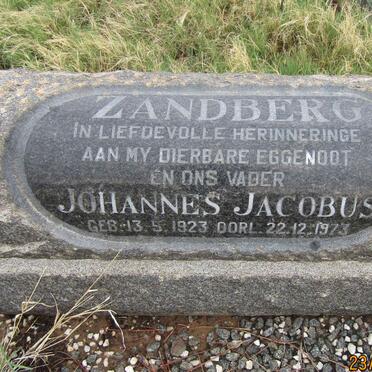 ZANDBERG
IN LIEFDEVOLLE HERINNERINGE
AAN MY DIERBARE EGGENOOT
EN ONS VADER
JOHANNES JACOBUS
GEB. 13.5.1923 OORL. 22.12.1973
23/